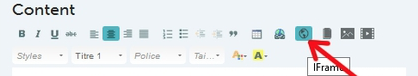 Content
B I U abc
Styles Titre 1 Police Tai... A A
IFrame